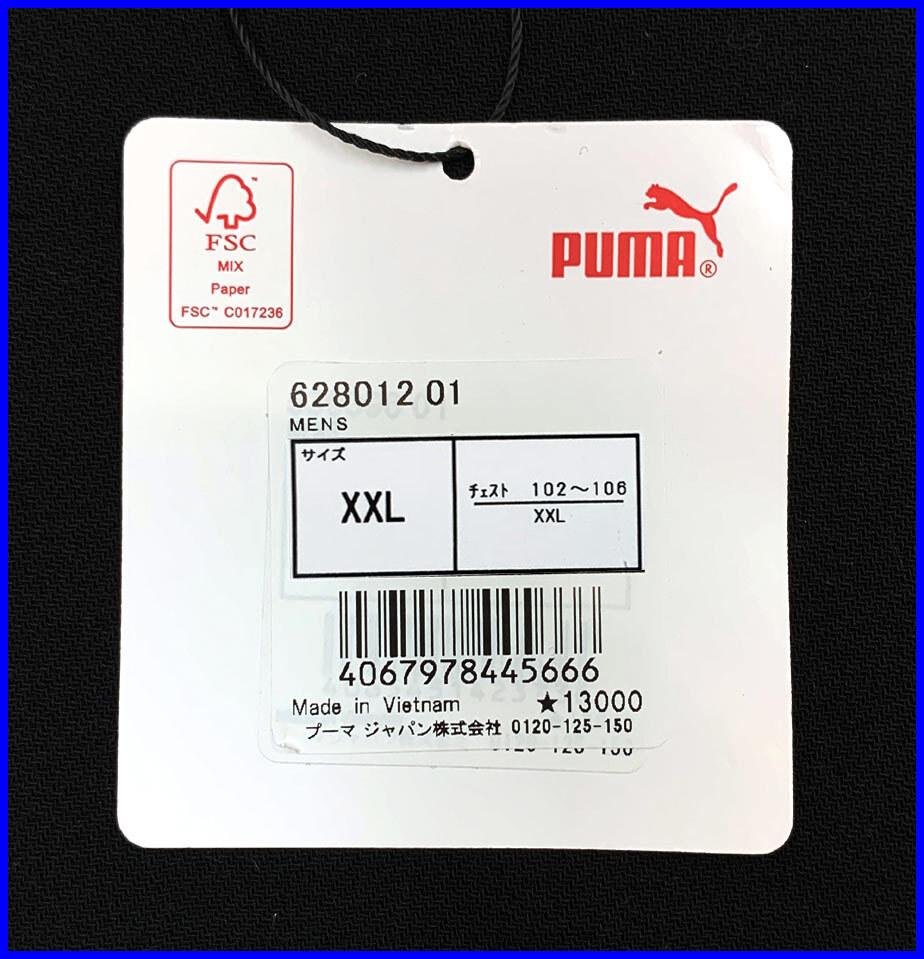 FSC
MIX
Paper
FSC™ C017236
PUMA®
628012 01
MENS
サイズ
XXL
チェスト 102～106
XXL
4067978445666
Made in Vietnam ★13000
プーマ ジャパン株式会社 0120-125-150